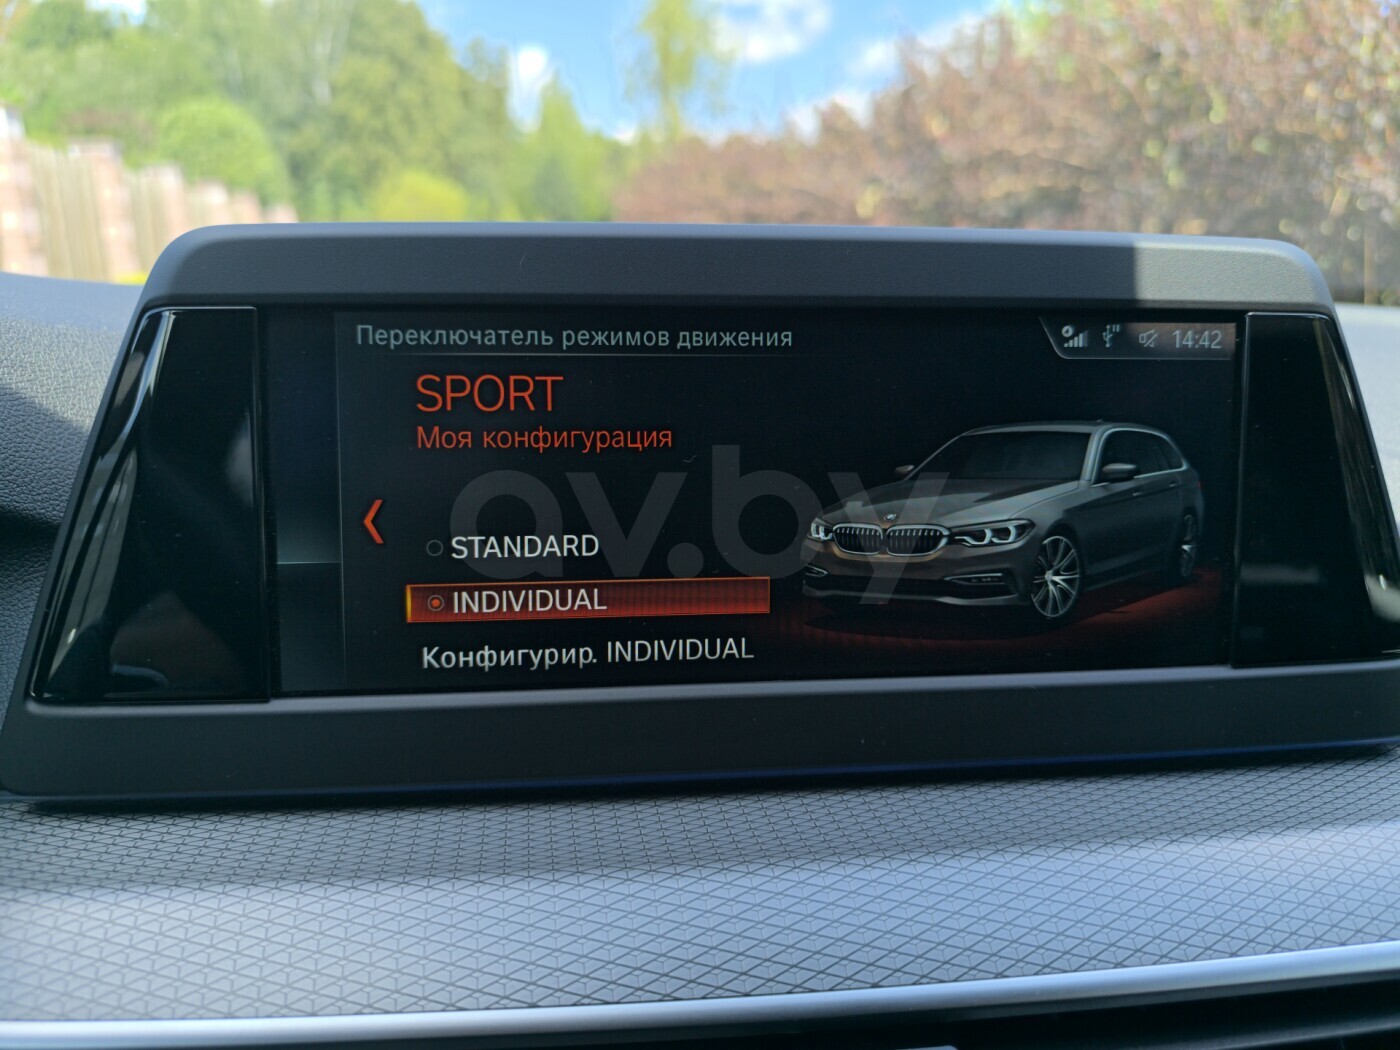 Переключатель режимов движения
14:42
SPORT
Моя конфигурация
STANDARD
INDIVIDUAL
Конфигурир. INDIVIDUAL
av.by